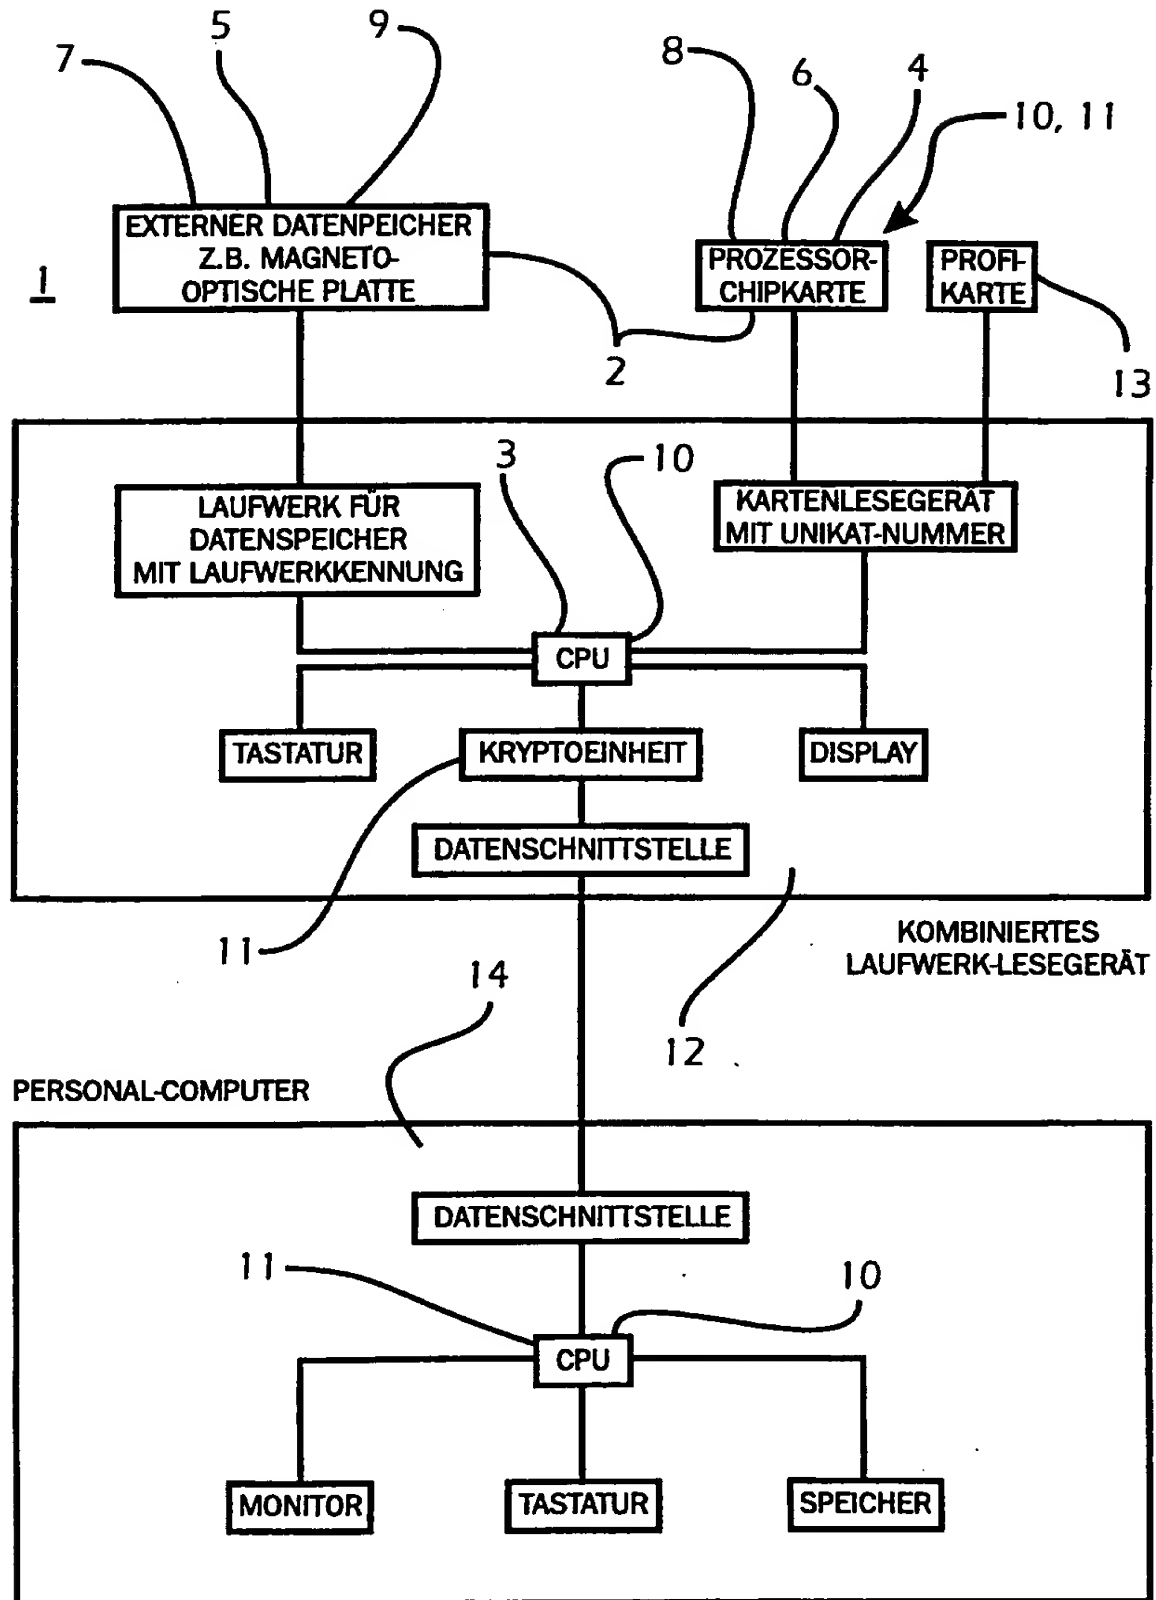 7
5
9
8
6
4
10, 11
EXTERNER DATENPEICHER
Z.B. MAGNETO-
OPTISCHE PLATTE
PROZESSOR-
CHIPKARTE
PROFI-
KARTE
1
2
13
3
10
LAUFWERK FÜR
DATENSPEICHER
MIT LAUFWERKKENNUNG
KARTENLESEGERÄT
MIT UNIKAT-NUMMER
CPU
TASTATUR
KRYPTOEINHEIT
DISPLAY
DATENSCHNITTSTELLE
11
KOMBINIERTES
LAUFWERK-LESEGERÄT
14
12
PERSONAL-COMPUTER
DATENSCHNITTSTELLE
11
10
CPU
MONITOR
TASTATUR
SPEICHER